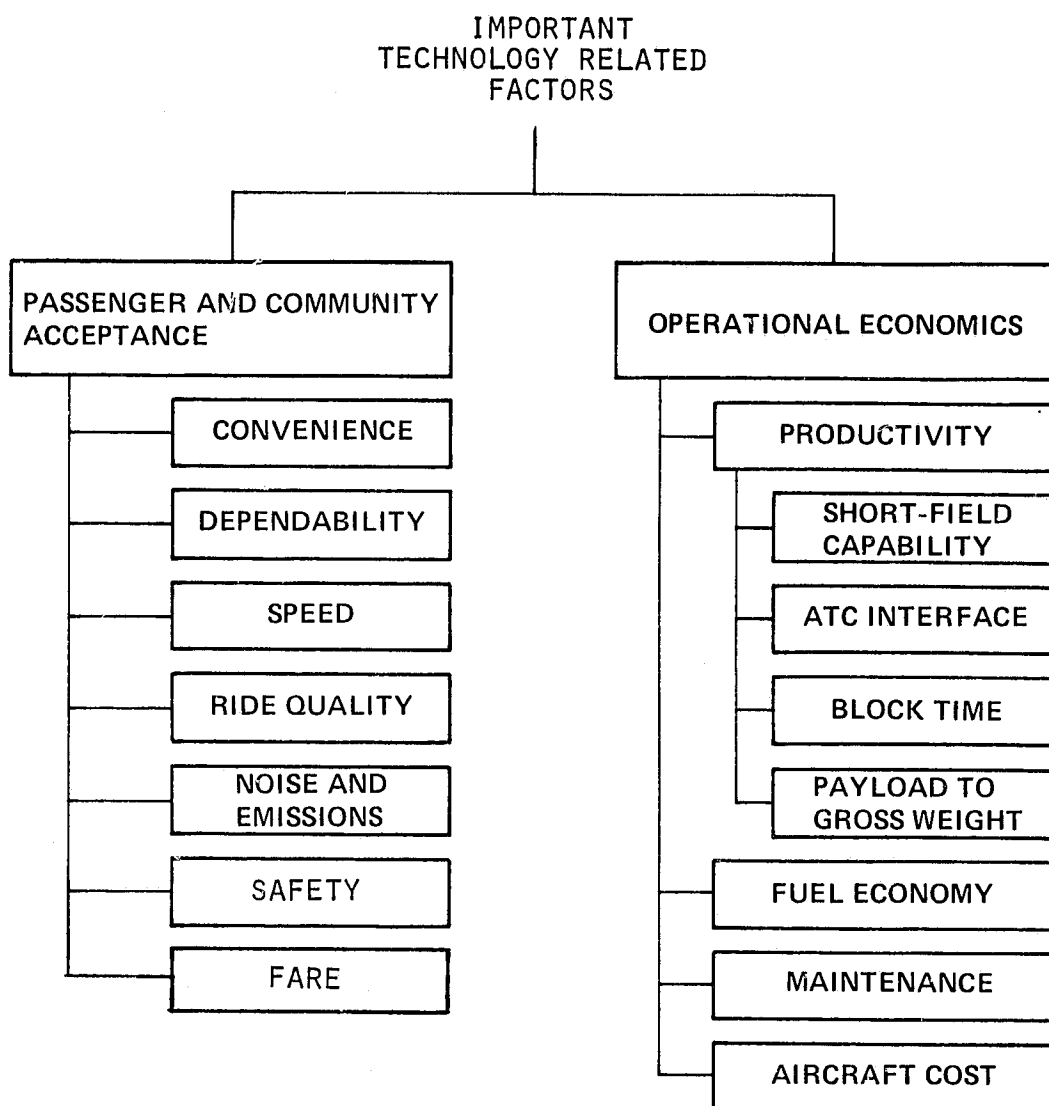 IMPORTANT
TECHNOLOGY RELATED
FACTORS
PASSENGER AND COMMUNITY
ACCEPTANCE
CONVENIENCE
DEPENDABILITY
SPEED
RIDE QUALITY
NOISE AND
EMISSIONS
SAFETY
FARE
OPERATIONAL ECONOMICS
PRODUCTIVITY
SHORT-FIELD
CAPABILITY
ATC INTERFACE
BLOCK TIME
PAYLOAD TO
GROSS WEIGHT
FUEL ECONOMY
MAINTENANCE
AIRCRAFT COST